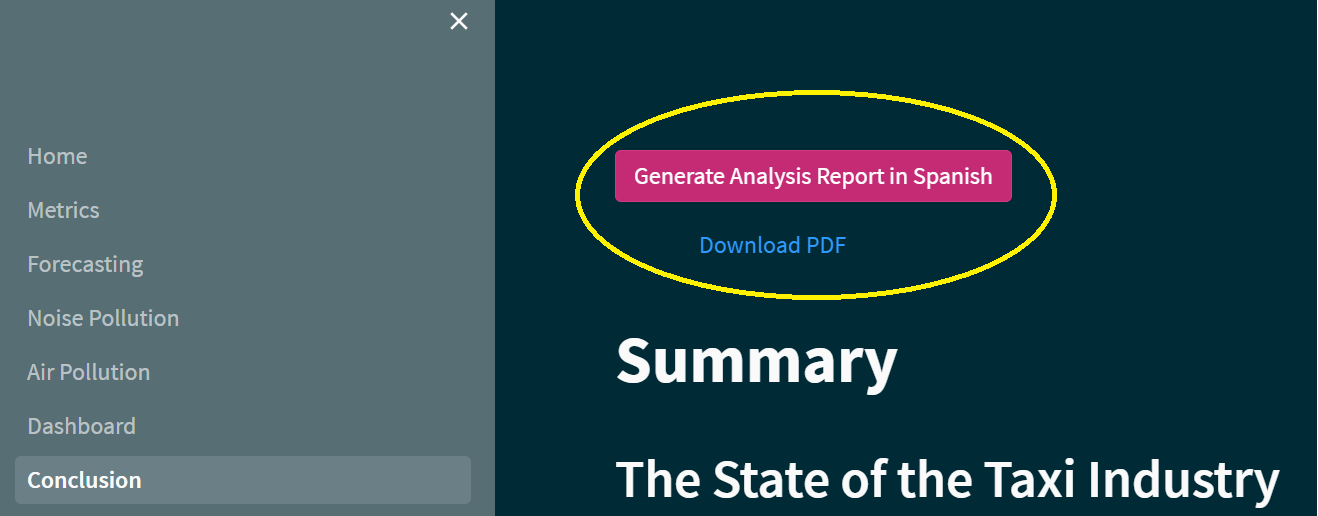 Home
Metrics
Forecasting
Noise Pollution
Air Pollution
Dashboard
Conclusion
Generate Analysis Report in Spanish
Download PDF
Summary
The State of the Taxi Industry